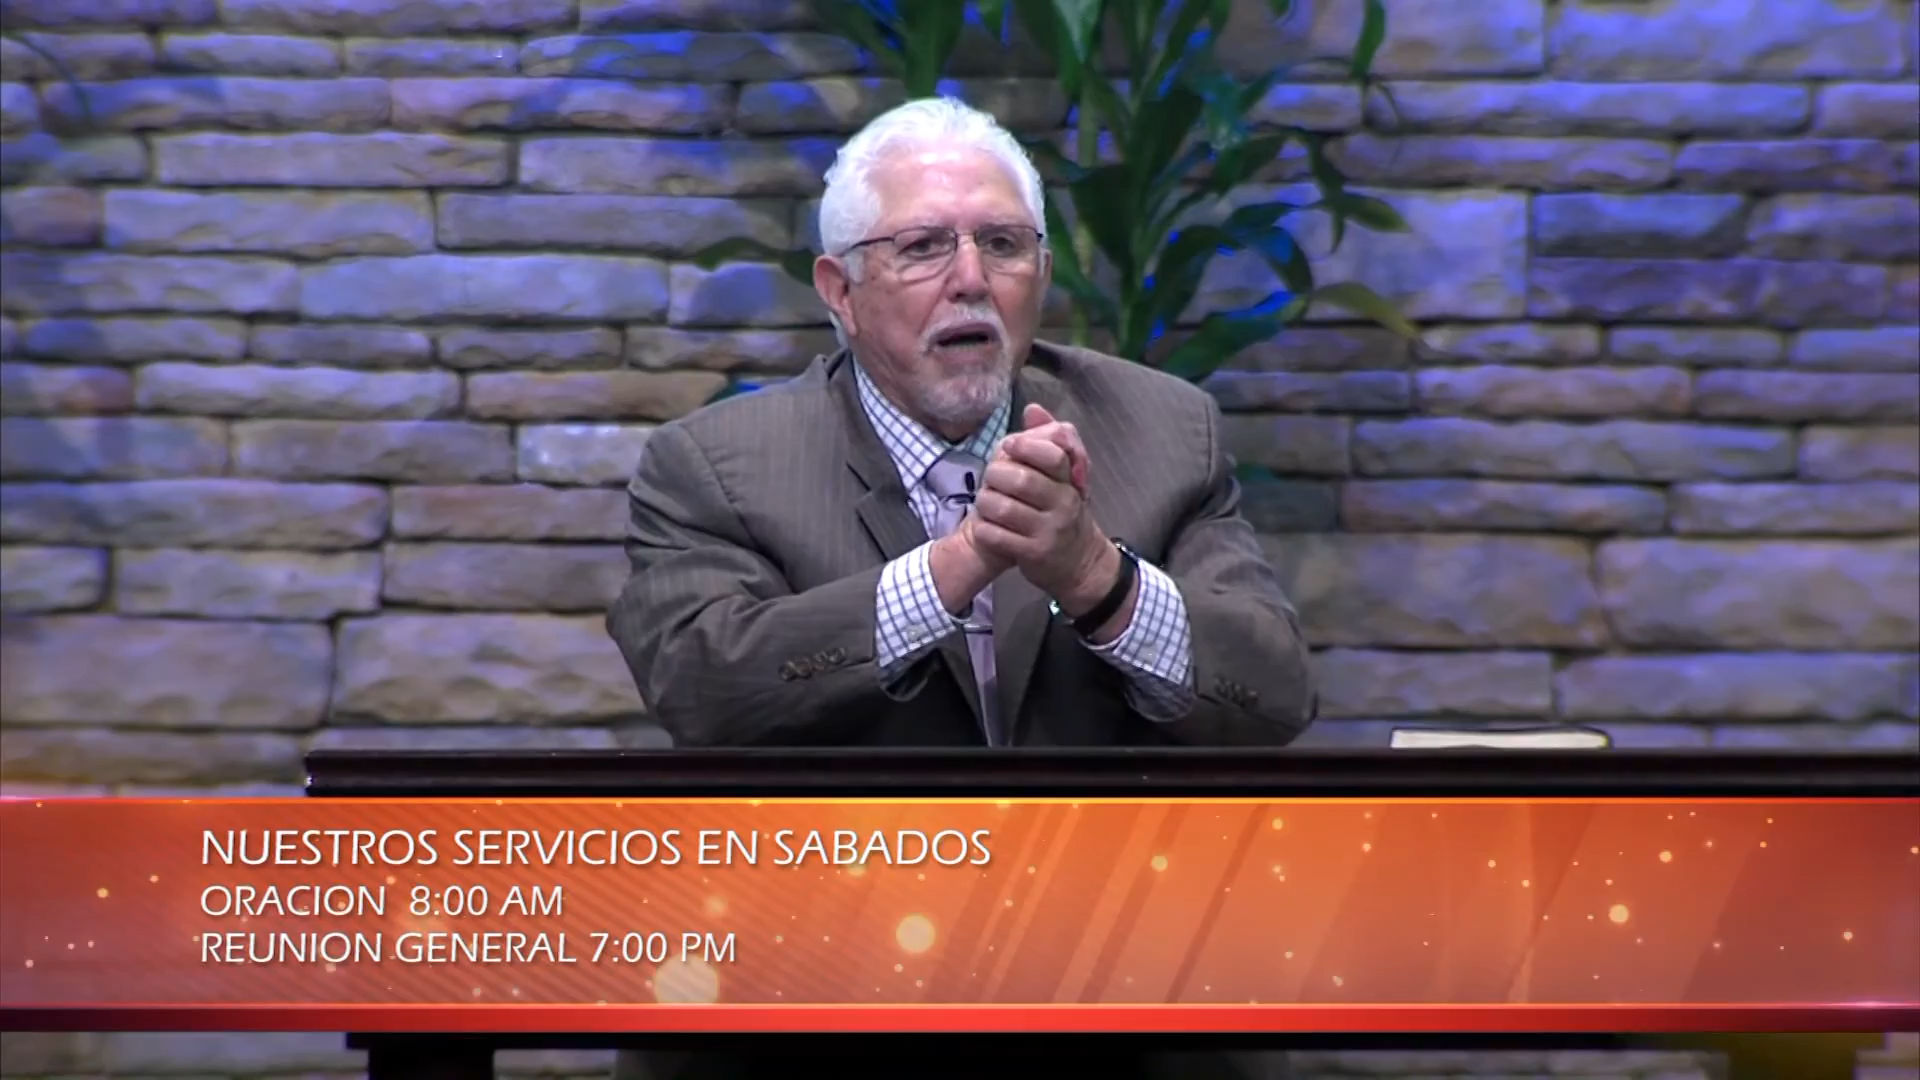 NUESTROS SERVICIOS EN SABADOS
ORACION 8:00 AM
REUNION GENERAL 7:00 PM